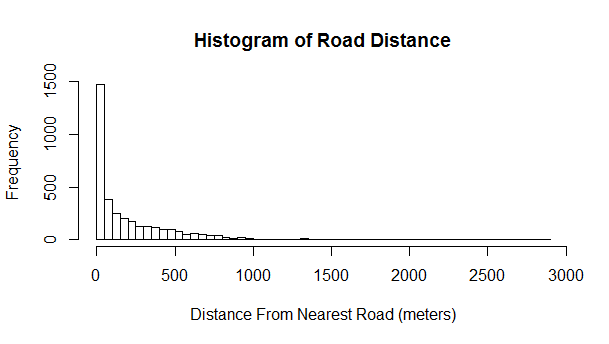 Histogram of Road Distance
Frequency
1500
1000
500
0
0 500 1000 1500 2000 2500 3000
Distance From Nearest Road (meters)